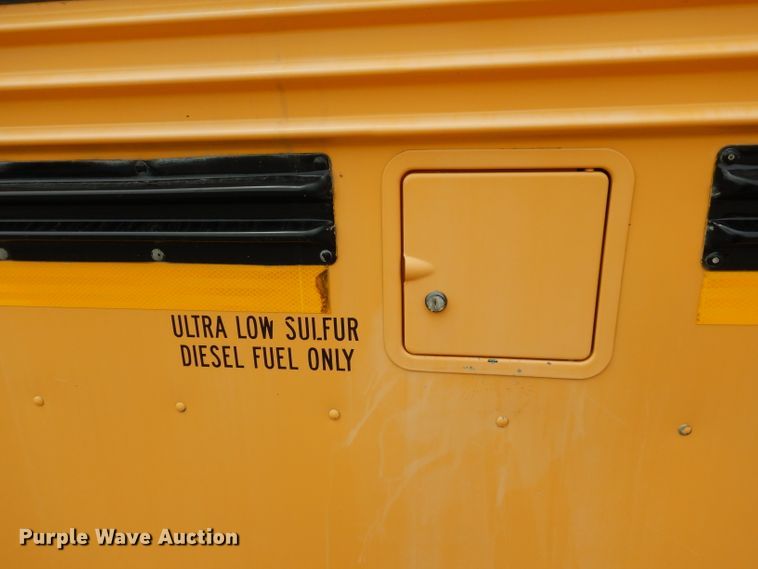 ULTRA LOW SULFUR
DIESEL FUEL ONLY
Purple Wave Auction